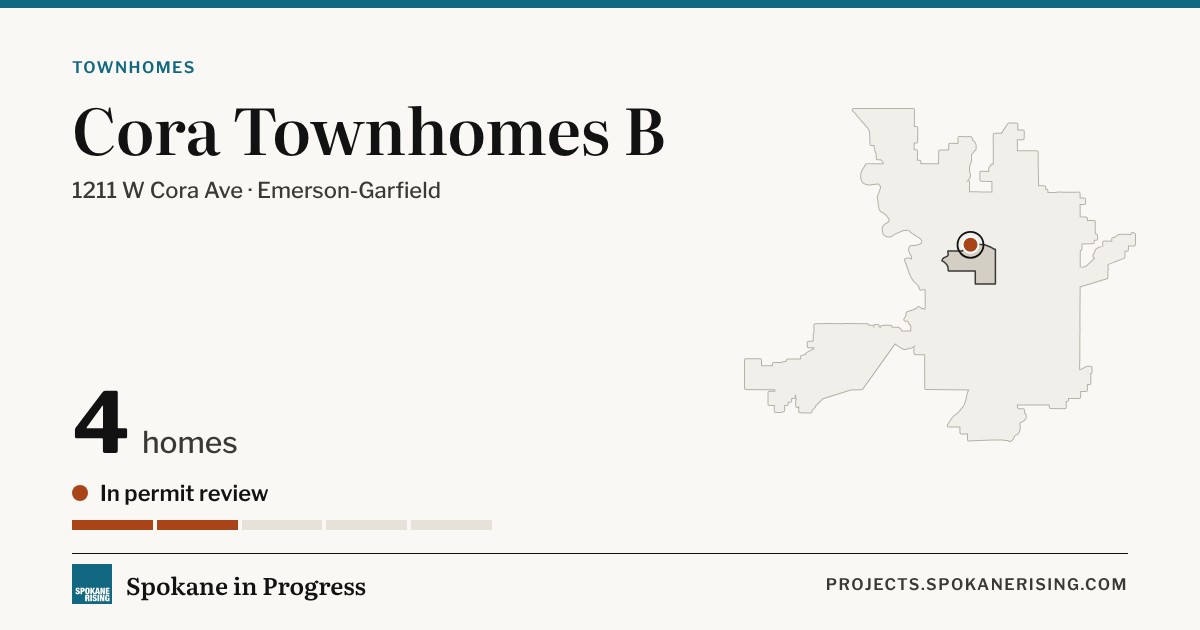 TOWNHOMES
Cora Townhomes B
1211 W Cora Ave · Emerson-Garfield
4 homes
In permit review
SPOKANE
RISING
Spokane in Progress
PROJECTS.SPOKANERISING.COM